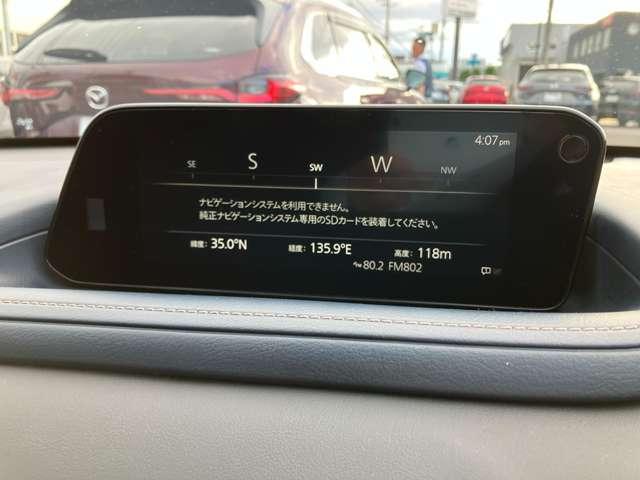 4:07pm
SE S SW W NW
ナビゲーションシステムを利用できません。
純正ナビゲーションシステム専用のSDカードを装着してください。
緯度: 35.0°N 経度: 135.9°E 高度: 118m
80.2 FM802